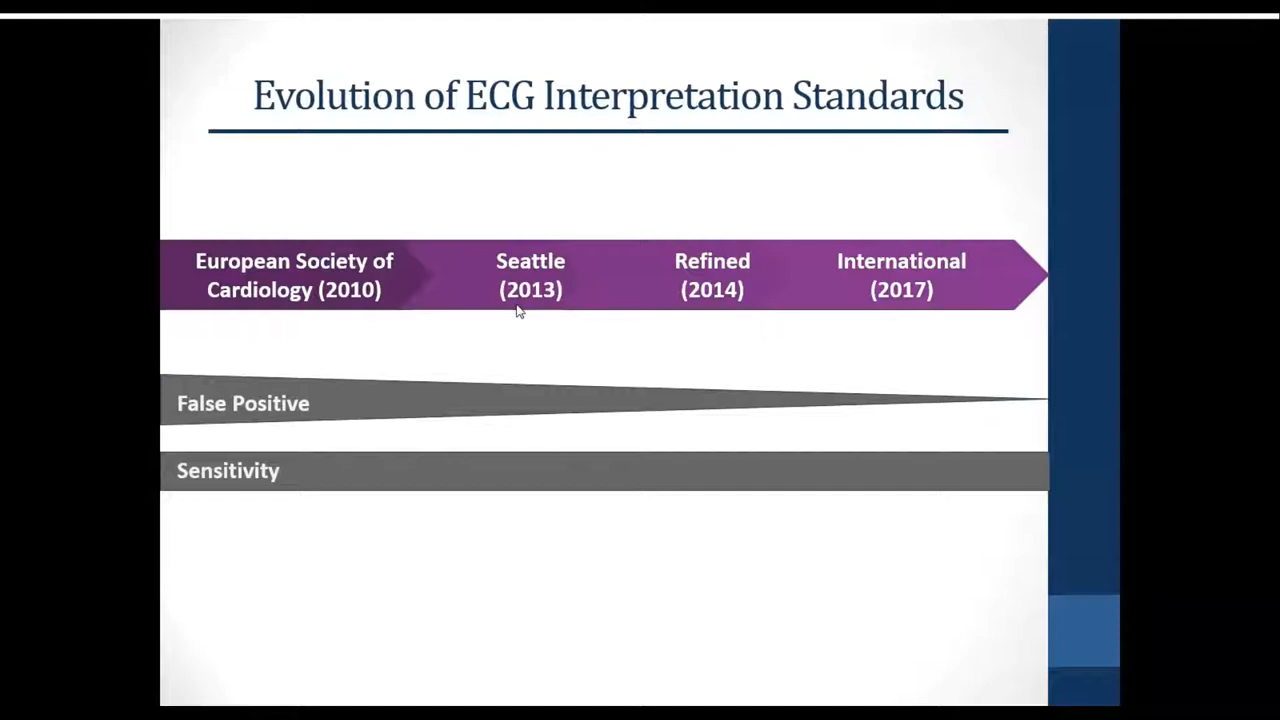 Evolution of ECG Interpretation Standards
European Society of
Cardiology (2010)
Seattle
(2013)
Refined
(2014)
International
(2017)
False Positive
Sensitivity